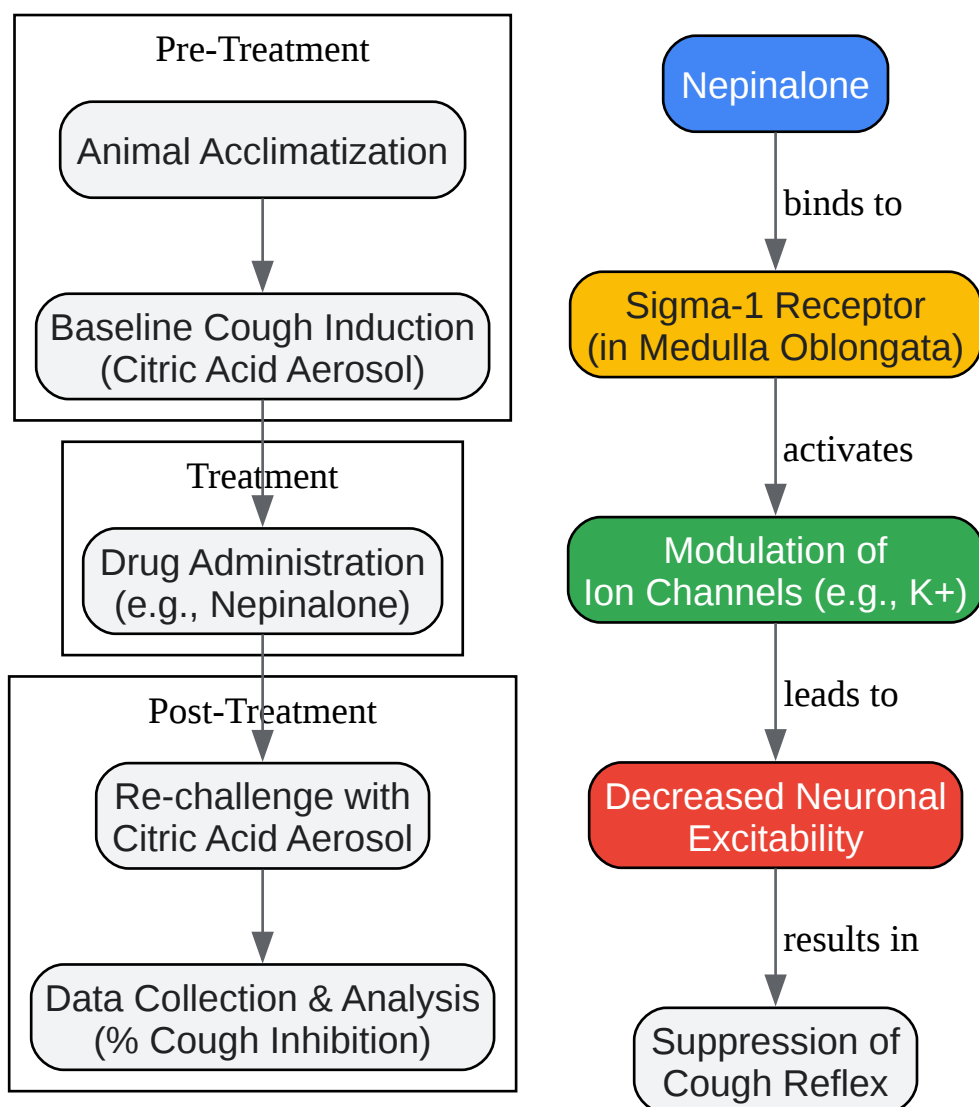 Pre-Treatment
Animal Acclimatization
Baseline Cough Induction
(Citric Acid Aerosol)
Treatment
Drug Administration
(e.g., Nepinalone)
Post-Treatment
Re-challenge with
Citric Acid Aerosol
Data Collection & Analysis
(% Cough Inhibition)
Nepinalone
binds to
Sigma-1 Receptor
(in Medulla Oblongata)
activates
Modulation of
Ion Channels (e.g., K+)
leads to
Decreased Neuronal
Excitability
results in
Suppression of
Cough Reflex